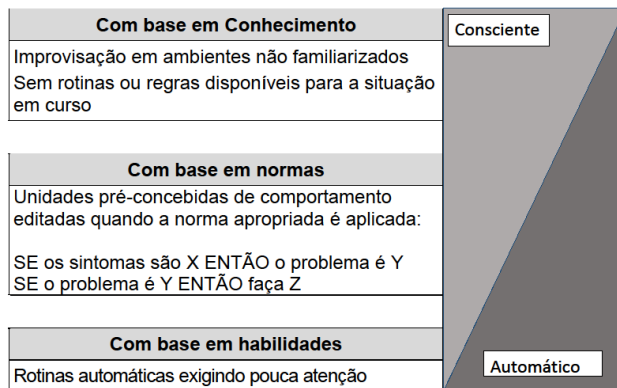 Com base em Conhecimento
Improvisação em ambientes não familiarizados
Sem rotinas ou regras disponíveis para a situação
em curso
Com base em normas
Unidades pré-concebidas de comportamento
editadas quando a norma apropriada é aplicada:
SE os sintomas são X ENTÃO o problema é Y
SE o problema é Y ENTÃO faça Z
Com base em habilidades
Rotinas automáticas exigindo pouca atenção
Consciente
Automático